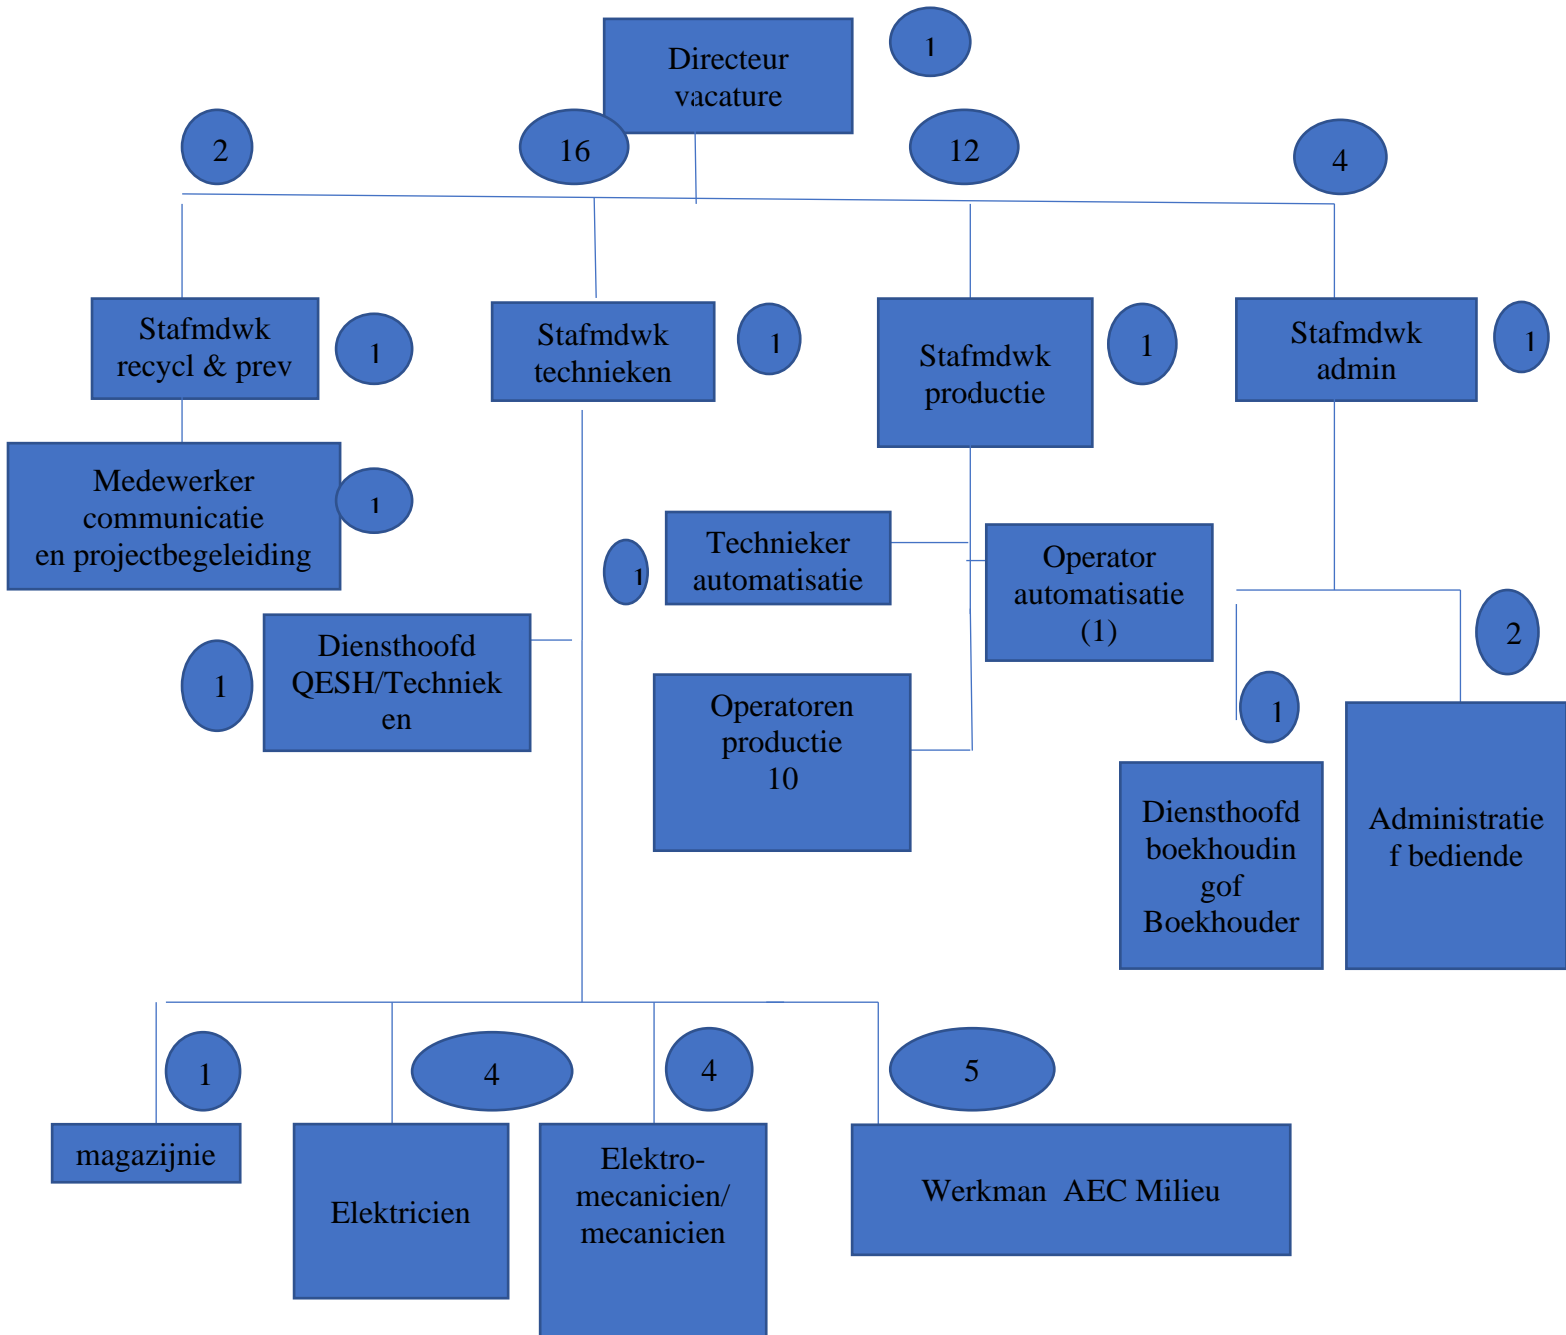 Directeur
vacature
1
2
16
12
4
Stafmdwk
recycl & prev
1
Stafmdwk
technieken
1
Stafmdwk
productie
1
Stafmdwk
admin
1
Medewerker
communicatie
en projectbegeleiding
1
1
Technieker
automatisatie
Operator
automatisatie
(1)
1
Diensthoofd
QESH/Techniek
en
Operatoren
productie
10
1
2
Diensthoofd
boekhoudin
gof
Boekhouder
Administratie
f bediende
1
4
4
5
magazijnie
Elektricien
Elektro-
mecanicien/
mecanicien
Werkman  AEC Milieu